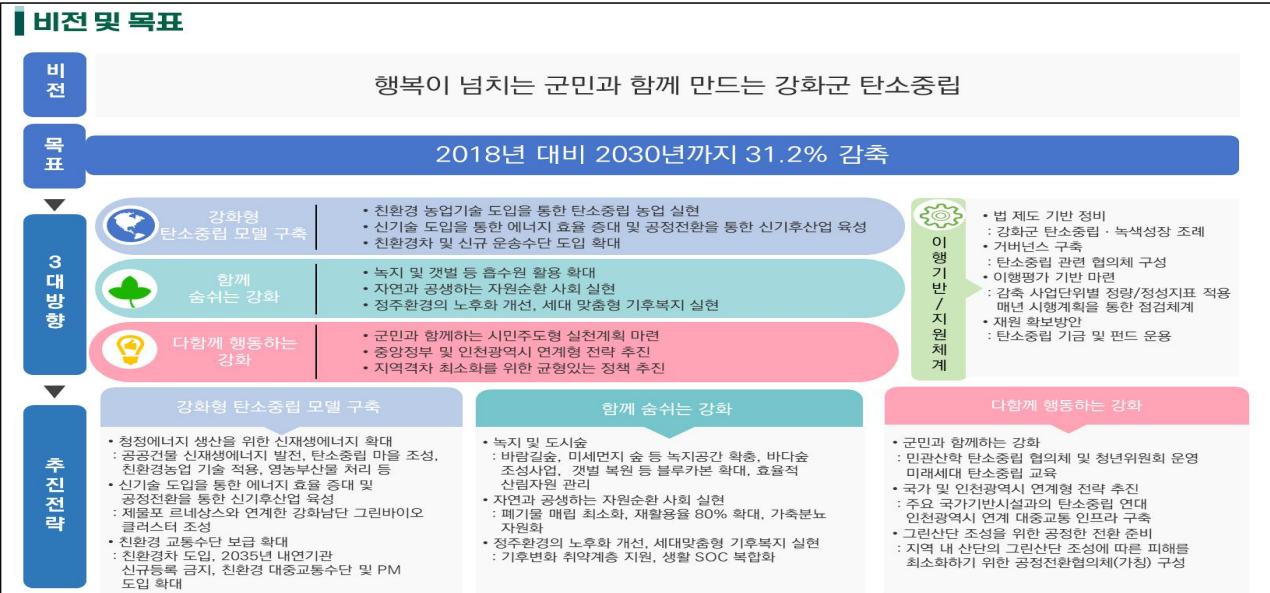 비전 및 목표
비
전
행복이 넘치는 군민과 함께 만드는 강화군 탄소중립
목
표
2018년 대비 2030년까지 31.2% 감축
3
대
방
향
강화형
탄소중립 모델 구축
• 친환경 농업기술 도입을 통한 탄소중립 농업 실현
• 신기술 도입을 통한 에너지 효율 증대 및 공정전환을 통한 신기후산업 육성
• 친환경차 및 신규 운송수단 도입 확대
함께
숨쉬는 강화
• 녹지 및 갯벌 등 흡수원 활용 확대
• 자연과 공생하는 자원순환 사회 실현
• 정주환경의 노후화 개선, 세대 맞춤형 기후복지 실현
다함께 행동하는
강화
• 군민과 함께하는 시민주도형 실천계획 마련
• 중앙정부 및 인천광역시 연계형 전략 추진
• 지역격차 최소화를 위한 균형있는 정책 추진
이
행
기
반
/
지
원
체
계
• 법 제도 기반 정비
: 강화군 탄소중립 · 녹색성장 조례
• 거버넌스 구축
: 탄소중립 관련 협의체 구성
• 이행평가 기반 마련
: 감축 사업단위별 정량/정성지표 적용
매년 시행계획을 통한 점검체계
• 재원 확보방안
: 탄소중립 기금 및 펀드 운용
추
진
전
략
강화형 탄소중립 모델 구축
• 청정에너지 생산을 위한 신재생에너지 확대
: 공공건물 신재생에너지 발전, 탄소중립 마을 조성,
친환경농업 기술 적용, 영농부산물 처리 등
• 신기술 도입을 통한 에너지 효율 증대 및
공정전환을 통한 신기후산업 육성
: 제물포 르네상스와 연계한 강화남단 그린바이오
클러스터 조성
• 친환경 교통수단 보급 확대
: 친환경차 도입, 2035년 내연기관
신규등록 금지, 친환경 대중교통수단 및 PM
도입 확대
함께 숨쉬는 강화
• 녹지 및 도시숲
: 바람길숲, 미세먼지 숲 등 녹지공간 확충, 바다숲
조성사업, 갯벌 복원 등 블루카본 확대, 효율적
산림자원 관리
• 자연과 공생하는 자원순환 사회 실현
: 폐기물 매립 최소화, 재활용율 80% 확대, 가축분뇨
자원화
• 정주환경의 노후화 개선, 세대맞춤형 기후복지 실현
: 기후변화 취약계층 지원, 생활 SOC 복합화
다함께 행동하는 강화
• 군민과 함께하는 강화
: 민관산학 탄소중립 협의체 및 청년위원회 운영
미래세대 탄소중립 교육
• 국가 및 인천광역시 연계형 전략 추진
: 주요 국가기반시설과의 탄소중립 연대
인천광역시 연계 대중교통 인프라 구축
• 그린산단 조성을 위한 공정한 전환 준비
: 지역 내 산단의 그린산단 조성에 따른 피해를
최소화하기 위한 공정전환협의체(가칭) 구성